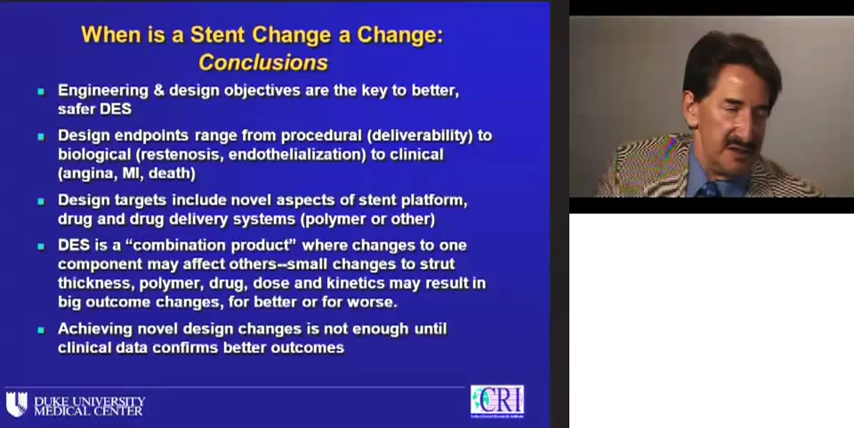 When is a Stent Change a Change:
Conclusions
Engineering & design objectives are the key to better,
safer DES
Design endpoints range from procedural (deliverability) to
biological (restenosis, endothelialization) to clinical
(angina, MI, death)
Design targets include novel aspects of stent platform,
drug and drug delivery systems (polymer or other)
DES is a “combination product” where changes to one
component may affect others--small changes to strut
thickness, polymer, drug, dose and kinetics may result in
big outcome changes, for better or for worse.
Achieving novel design changes is not enough until
clinical data confirms better outcomes
DUKE UNIVERSITY
MEDICAL CENTER
CRI